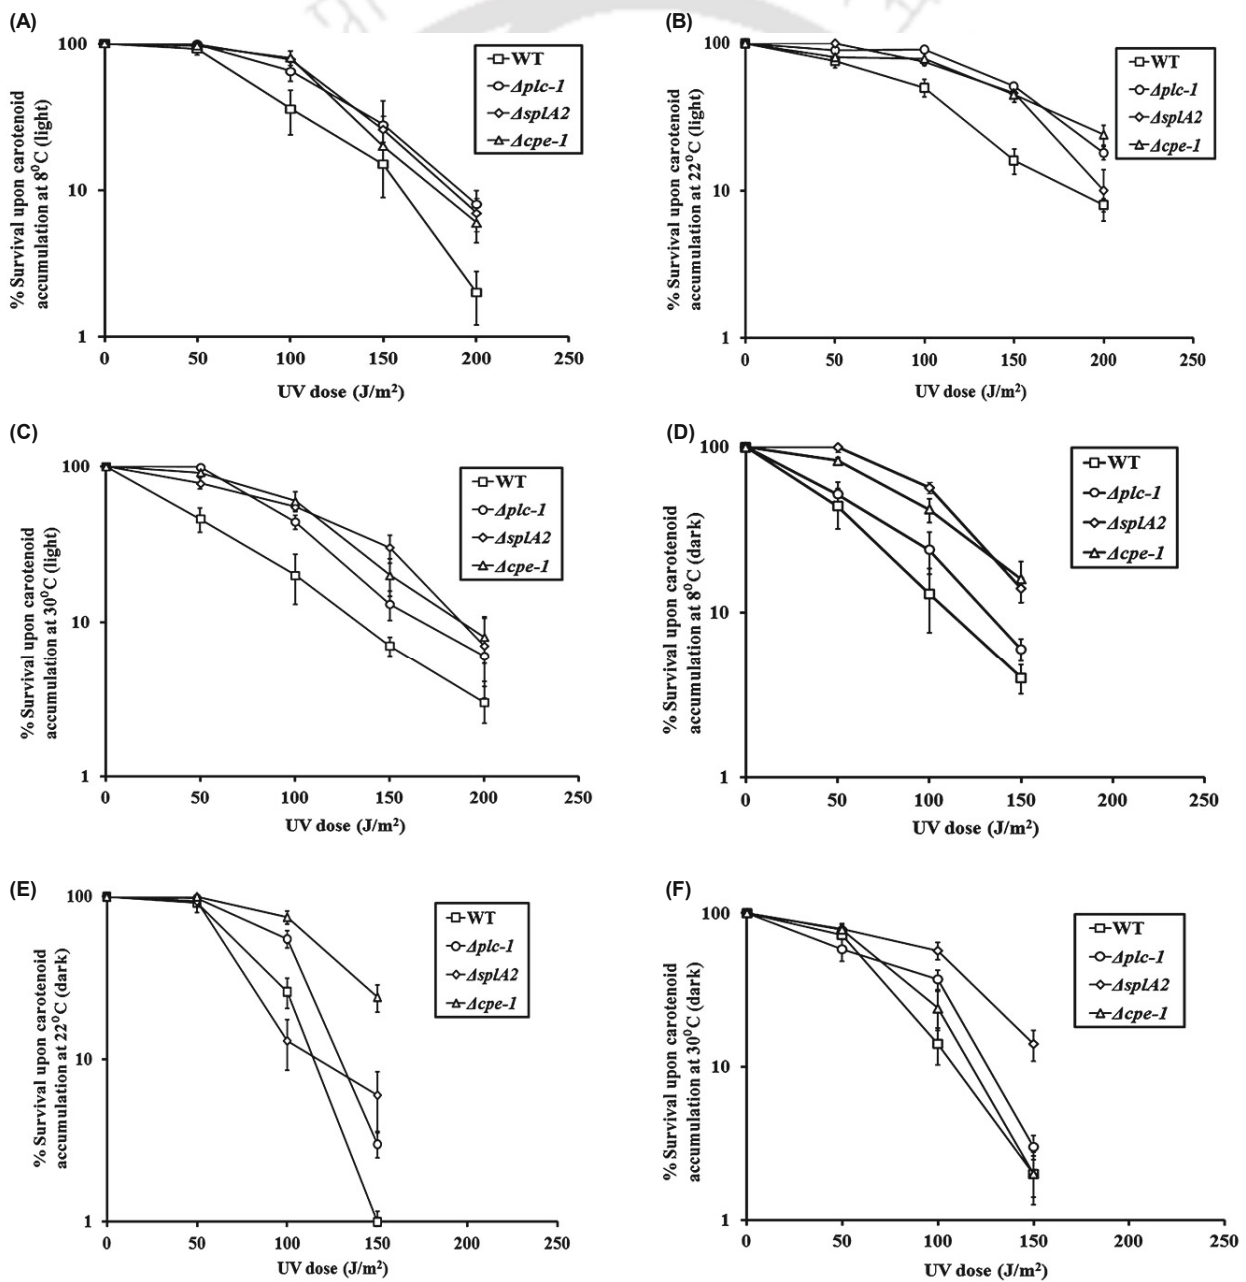 (A)
100
10
1
0 50 100 150 200 250
% Survival upon carotenoid
accumulation at 8⁰C (light)
UV dose (J/m²)
WT
Δplc-1
ΔsplA2
Δcpe-1
(B)
100
10
1
0 50 100 150 200 250
% Survival upon carotenoid
accumulation at 22⁰C (light)
UV dose (J/m²)
WT
Δplc-1
ΔsplA2
Δcpe-1
(C)
100
10
1
0 50 100 150 200 250
% Survival upon carotenoid
accumulation at 30⁰C (light)
UV dose (J/m²)
WT
Δplc-1
ΔsplA2
Δcpe-1
(D)
100
10
1
0 50 100 150 200 250
% Survival upon carotenoid
accumulation at 8⁰C (dark)
UV dose (J/m²)
WT
Δplc-1
ΔsplA2
Δcpe-1
(E)
100
10
1
0 50 100 150 200 250
% Survival upon carotenoid
accumulation at 22⁰C (dark)
UV dose (J/m²)
WT
Δplc-1
ΔsplA2
Δcpe-1
(F)
100
10
1
0 50 100 150 200 250
% Survival upon carotenoid
accumulation at 30⁰C (dark)
UV dose (J/m²)
WT
Δplc-1
ΔsplA2
Δcpe-1